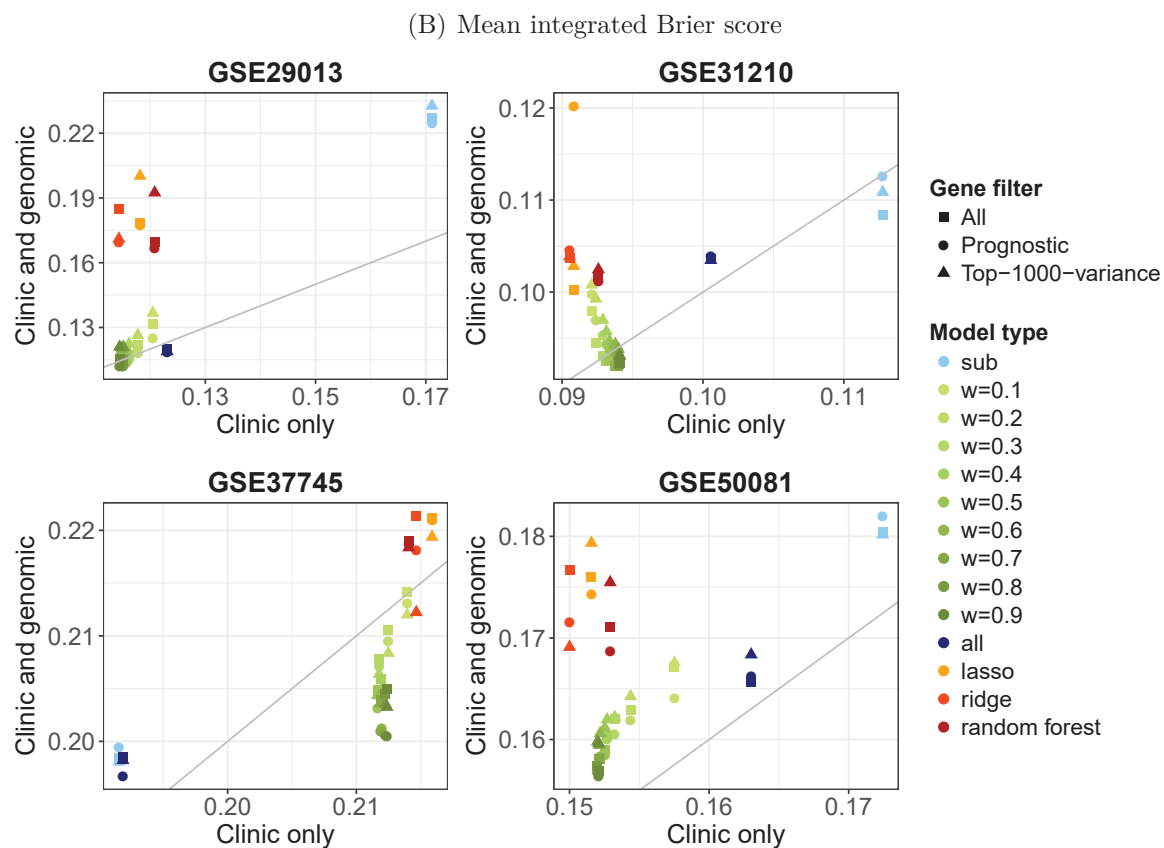 (B) Mean integrated Brier score
GSE29013
GSE31210
Clinic and genomic
0.22
0.19
0.16
0.13
0.13
0.15
0.17
Clinic only
Clinic and genomic
0.12
0.11
0.10
0.09
0.10
0.11
Clinic only
GSE37745
GSE50081
Clinic and genomic
0.22
0.21
0.20
0.20
0.21
Clinic only
Clinic and genomic
0.18
0.17
0.16
0.15
0.16
0.17
Clinic only
Gene filter
All
Prognostic
Top−1000−variance
Model type
sub
w=0.1
w=0.2
w=0.3
w=0.4
w=0.5
w=0.6
w=0.7
w=0.8
w=0.9
all
lasso
ridge
random forest